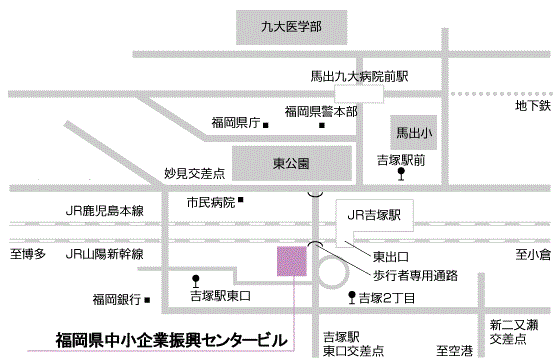 九大医学部
馬出九大病院前駅
地下鉄
福岡県庁
福岡県警本部
馬出小
東公園
吉塚駅前
妙見交差点
市民病院
JR鹿児島本線
JR吉塚駅
至博多
JR山陽新幹線
東出口
至小倉
歩行者専用通路
吉塚駅東口
福岡銀行
吉塚2丁目
福岡県中小企業振興センタービル
吉塚駅
東口交差点
至空港
新二又瀬
交差点